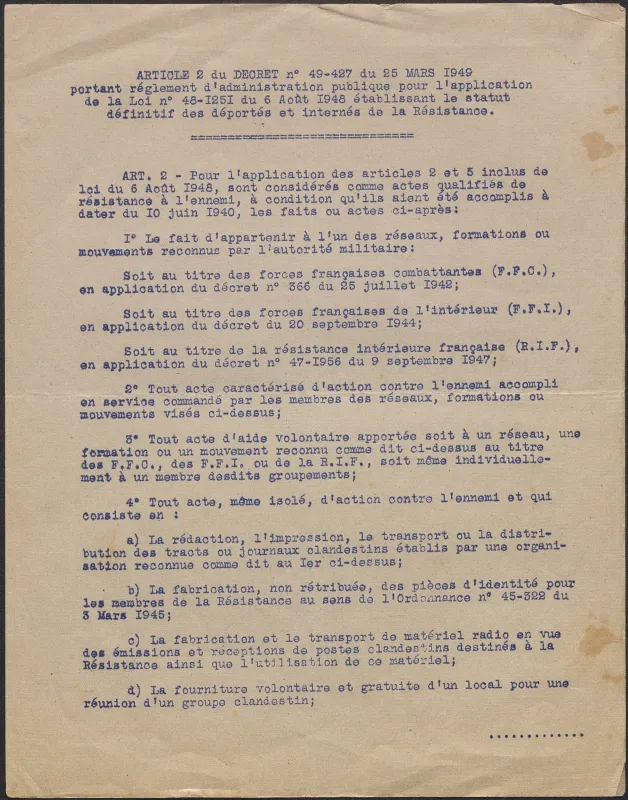 ARTICLE 2 du DECRET n° 49-427 du 25 MARS I949
portant réglement d'administration publique pour l'application
de la Loi n° 48-I25I du 6 Août I948 établissant le statut
définitif des déportés et internés de la Résistance.
==============================
ART. 2 - Pour l'application des articles 2 et 5 inclus de
loi du 6 Août I948, sont considérés comme actes qualifiés de
résistance à l'ennemi, à condition qu'ils aient été accomplis à
dater du I0 juin I940, les faits ou actes ci-après:
I° Le fait d'appartenir à l'un des réseaux, formations ou
mouvements reconnus par l'autorité militaire:
Soit au titre des forces françaises combattantes (F.F.C.),
en application du décret n° 366 du 25 juillet I942;
Soit au titre des forces françaises de l'intérieur (F.F.I.),
en application du décret du 20 septembre I944;
Soit au titre de la résistance intérieure française (R.I.F.),
en application du décret n° 47-I956 du 9 septembre I947;
2° Tout acte caractérisé d'action contre l'ennemi accompli
en service commandé par les membres des réseaux, formations ou
mouvements visés ci-dessus;
3° Tout acte d'aide volontaire apportée soit à un réseau, une
formation ou un mouvement reconnu comme dit ci-dessus au titre
des F.F.C., des F.F.I. ou de la R.I.F., soit même individuelle-
ment à un membre desdits groupements;
4° Tout acte, même isolé, d'action contre l'ennemi et qui
consiste en :
a) La rédaction, l'impression, le transport ou la distri-
bution des tracts ou journaux clandestins établis par une organi-
sation reconnue comme dit au Ier ci-dessus;
b) La fabrication, non rétribuée, des pièces d'identité pour
les membres de la Résistance au sens de l'Ordonnance n° 45-322 du
3 Mars I945;
c) La fabrication et le transport de matériel radio en vue
des émissions et réceptions de postes clandestins destinés à la
Résistance ainsi que l'utilisation de ce matériel;
d) La fourniture volontaire et gratuite d'un local pour une
réunion d'un groupe clandestin;
.............